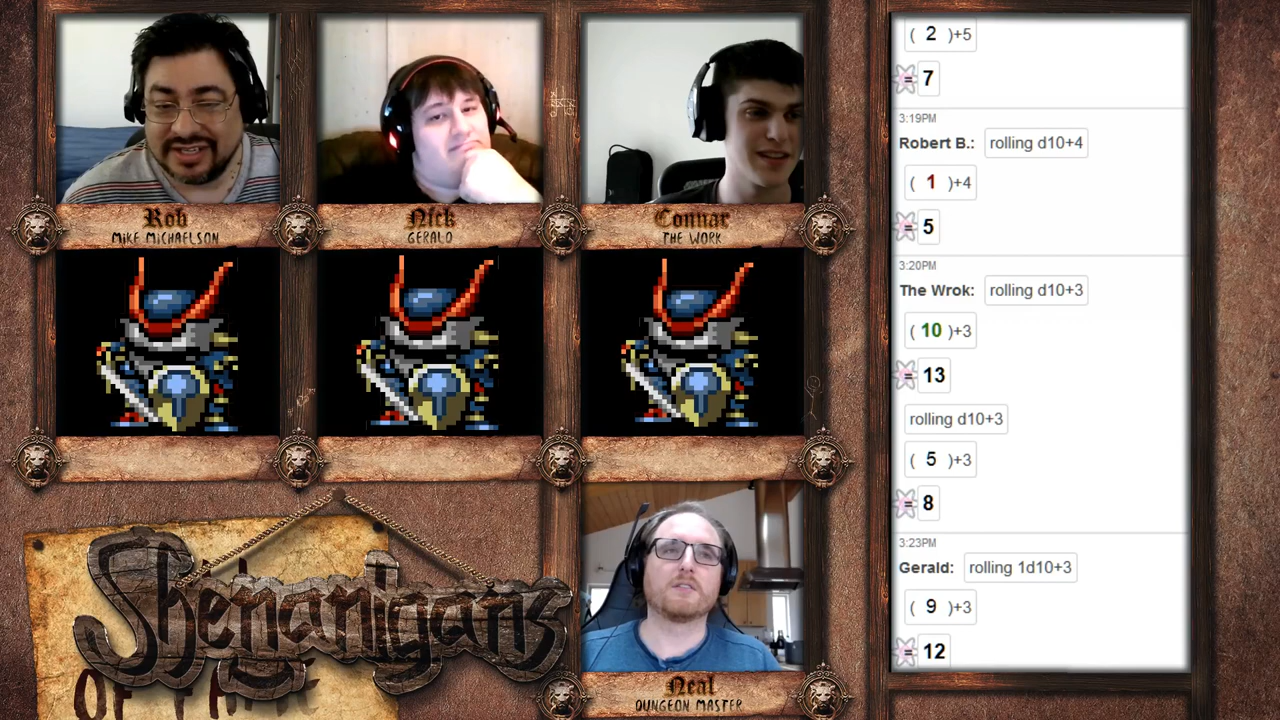 Rob
MIKE MICHAELSON
Nick
GERALD
Connar
THE WORK
Shenanigans
OF FATE
Neal
DUNGEON MASTER
( 2 )+5
= 7
3:19PM
Robert B.: rolling d10+4
( 1 )+4
= 5
3:20PM
The Wrok: rolling d10+3
( 10 )+3
= 13
rolling d10+3
( 5 )+3
= 8
3:23PM
Gerald: rolling 1d10+3
( 9 )+3
= 12